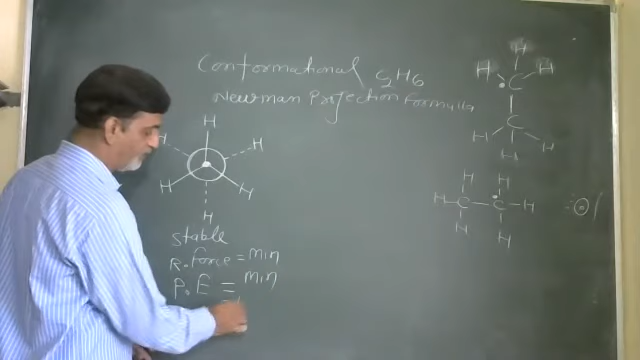 Conformational C2H6
Newman Projection Formula
H
H H
H H
H
stable
R. Force = Min
P. E = Min
H
H C H
C
H H H
H H
H C C H
H H